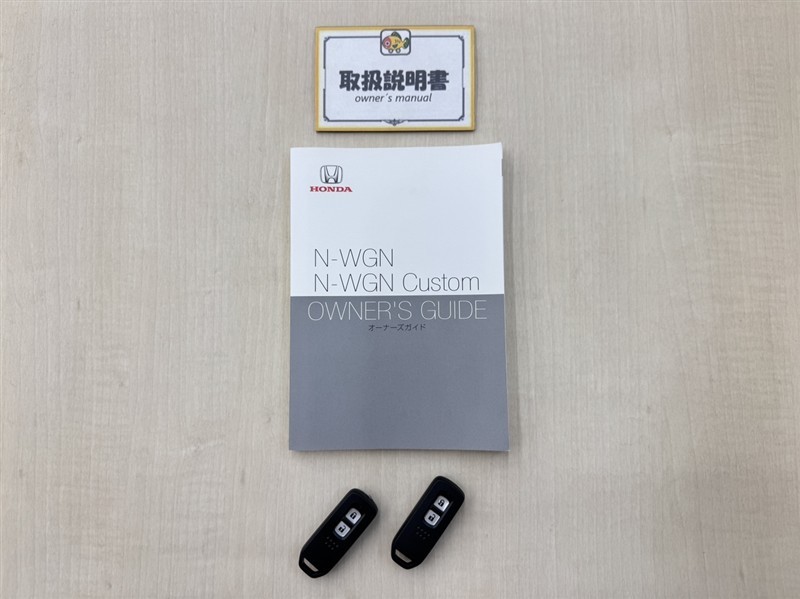 取扱説明書
owner's manual
HONDA
N-WGN
N-WGN Custom
OWNER'S GUIDE
オーナーズガイド